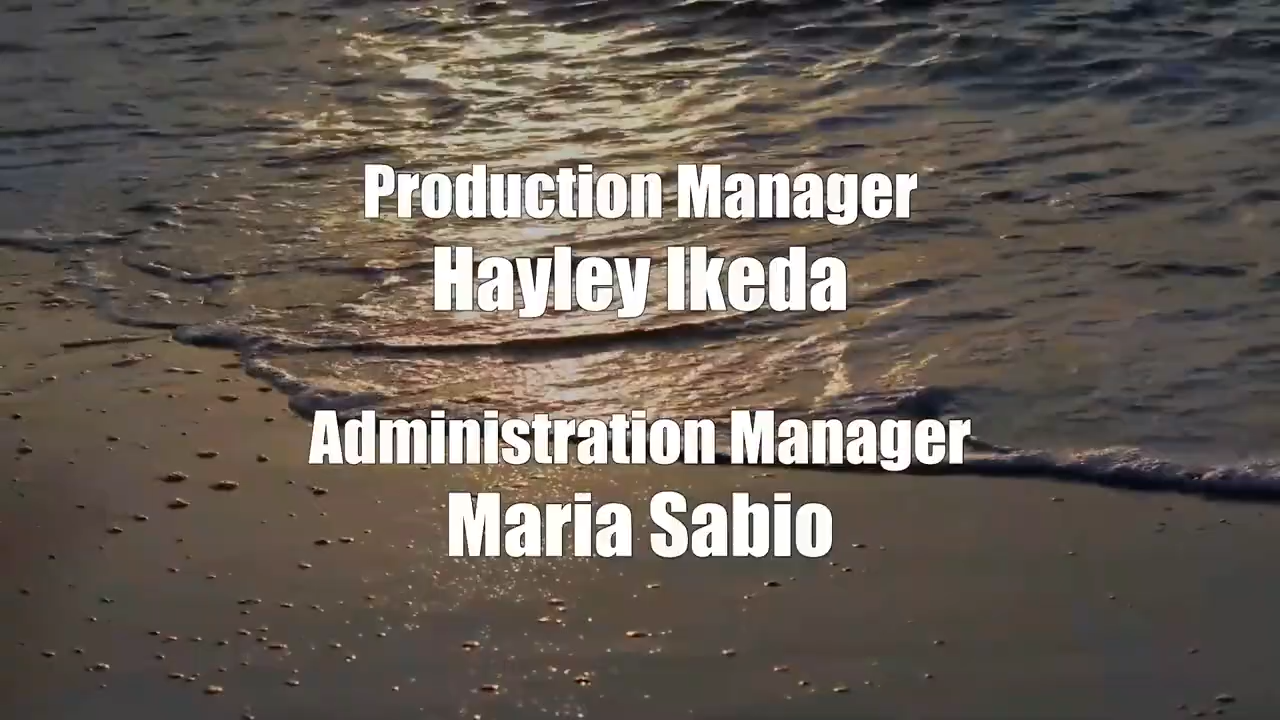 Production Manager
Hayley Ikeda
Administration Manager
Maria Sabio